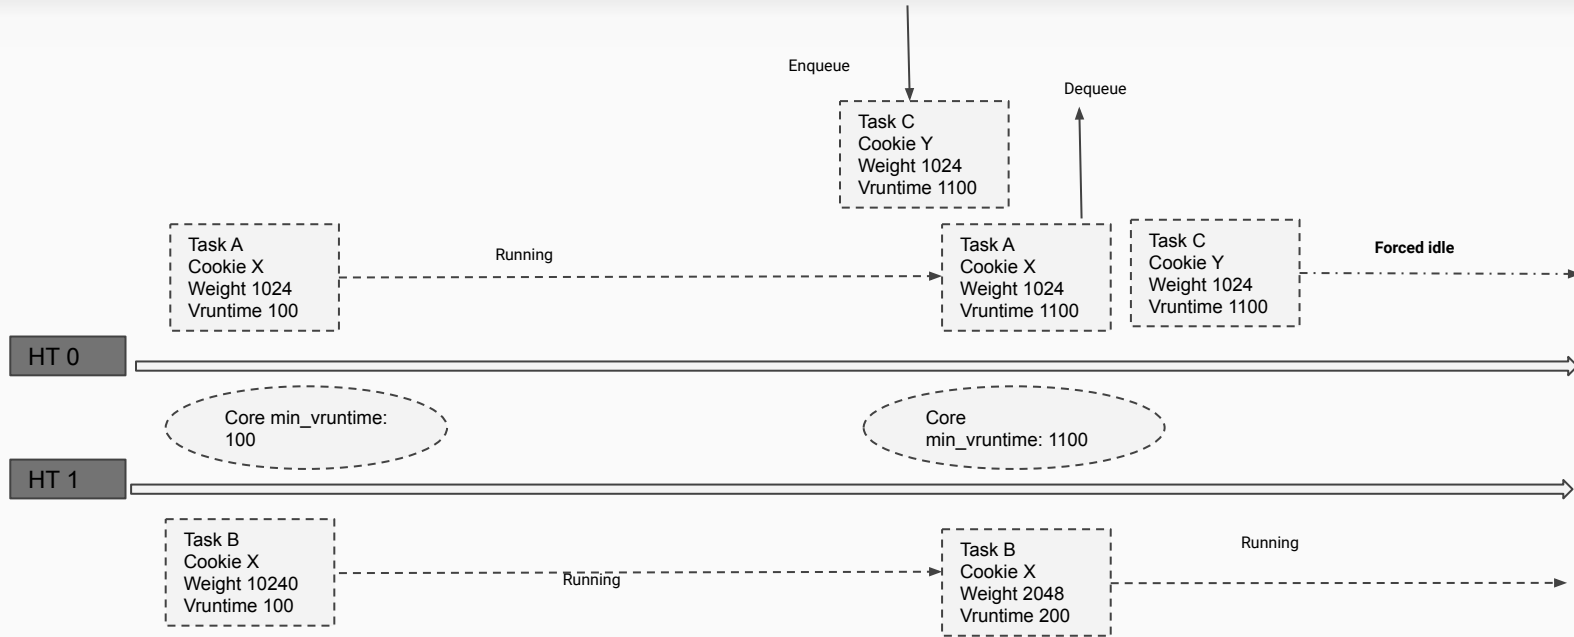 Enqueue
Dequeue
Task C
Cookie Y
Weight 1024
Vruntime 1100
Task A
Cookie X
Weight 1024
Vruntime 100
Running
Task A
Cookie X
Weight 1024
Vruntime 1100
Task C
Cookie Y
Weight 1024
Vruntime 1100
Forced idle
HT 0
Core min_vruntime:
100
Core
min_vruntime: 1100
HT 1
Task B
Cookie X
Weight 10240
Vruntime 100
Running
Task B
Cookie X
Weight 2048
Vruntime 200
Running